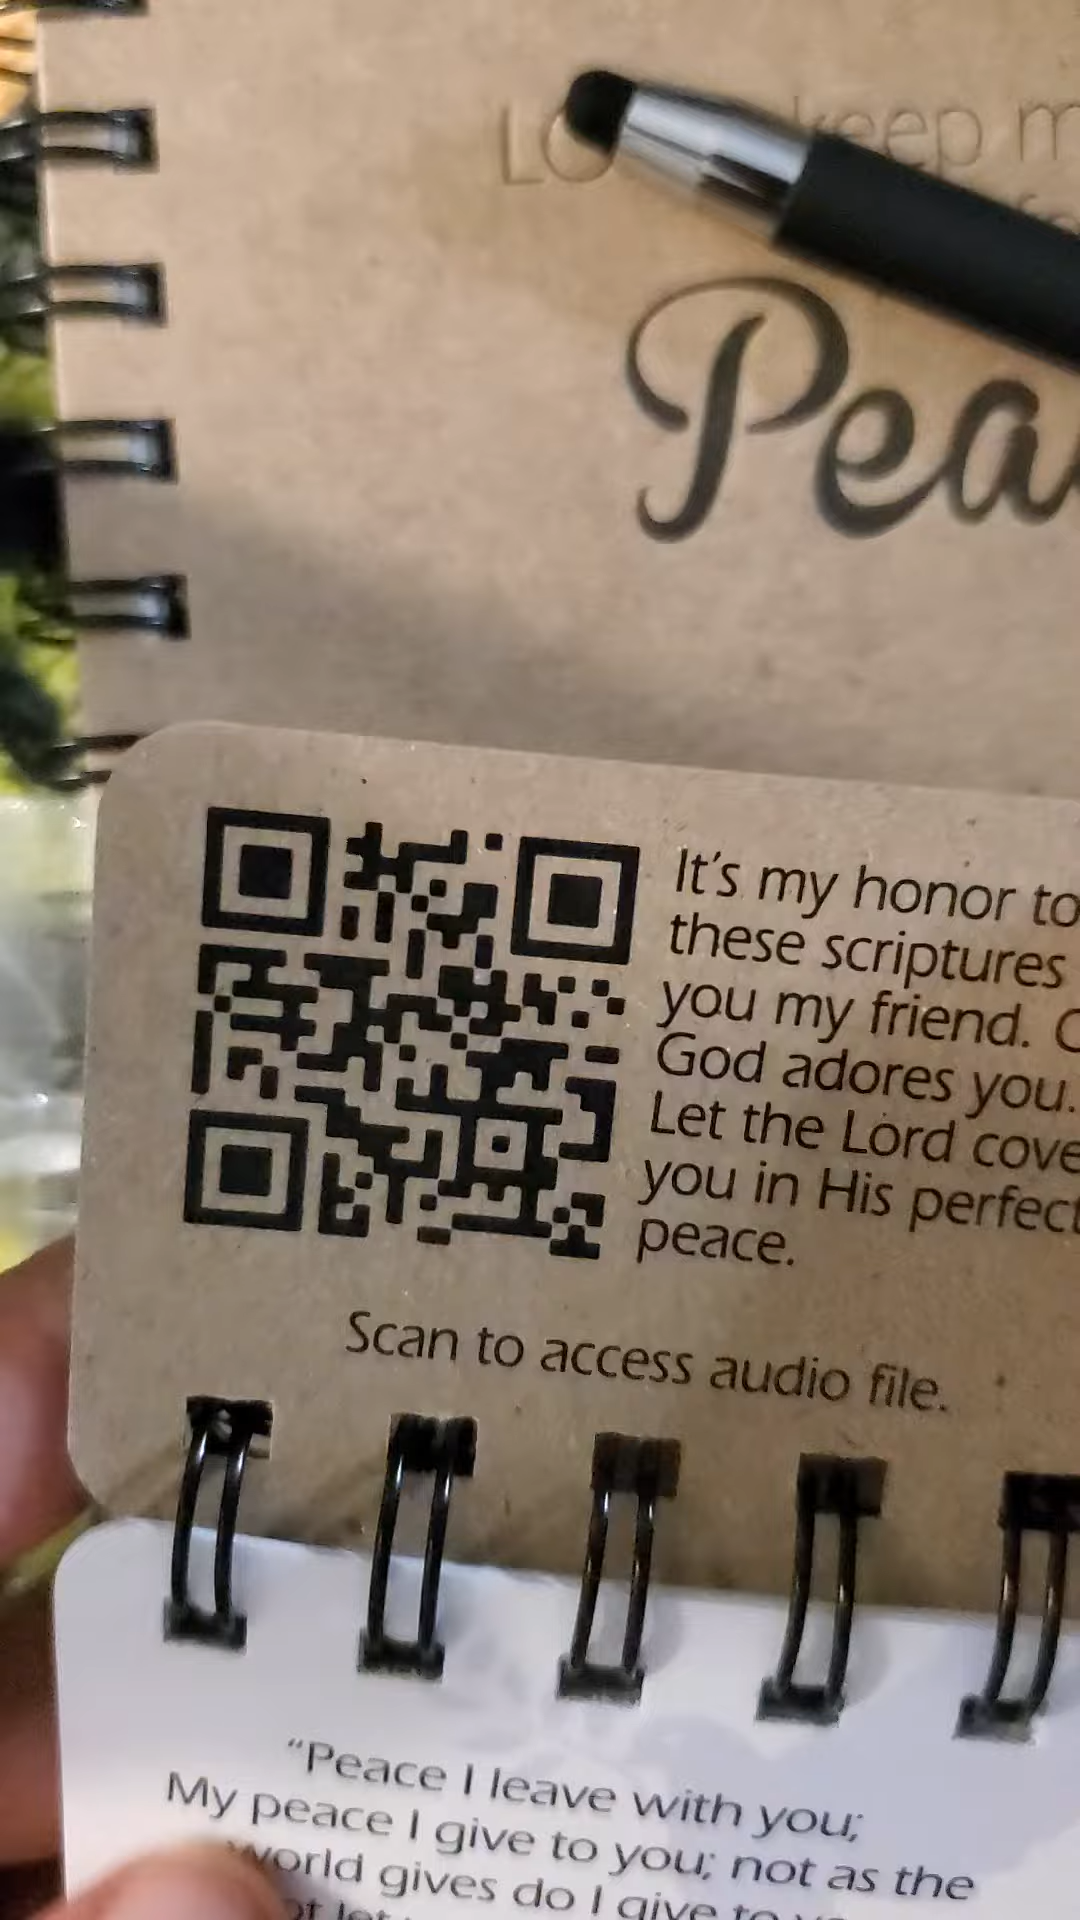 keep m
Pea
It's my honor to
these scriptures
you my friend.
God adores you.
Let the Lord cove
you in His perfect
peace.
Scan to access audio file.
"Peace I leave with you;
My peace I give to you; not as the
world gives do I give to